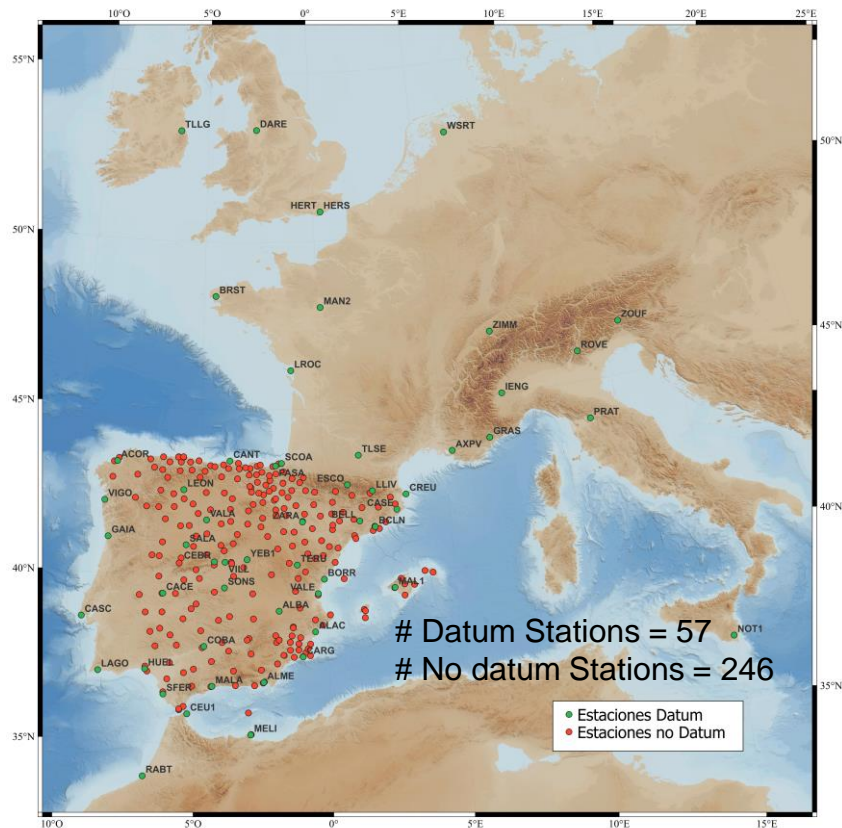 10°O 5°O 0° 5°E 10°E 15°E 20°E 25°E
55°N
TLLG DARE WSRT
50°N
HERT HERS
50°N
BRST
MAN2
ZOUF
ZIMM
45°N
ROVE
LROC
IENG
45°N
PRAT
GRAS
AXPV
TLSE
ACOR CANT SCOA
PASA
ESCO
LEON LLIV
CREU
VIGO CASE
40°N
VALA ZARA BELL BCLN
GAIA
SALA
CEBR YEB1 TERU
40°N
VILL
BORR
SONS MAL1
CACE VALE
CASC ALBA
# Datum Stations = 57
ALAC
NOT1
COBA
CARG
# No datum Stations = 246
LAGO HUEL
ALME
SFER MALA
35°N
CEU1
Estaciones Datum
35°N
MELI
Estaciones no Datum
RABT
10°O 5°O 0° 5°E 10°E 15°E 20°E